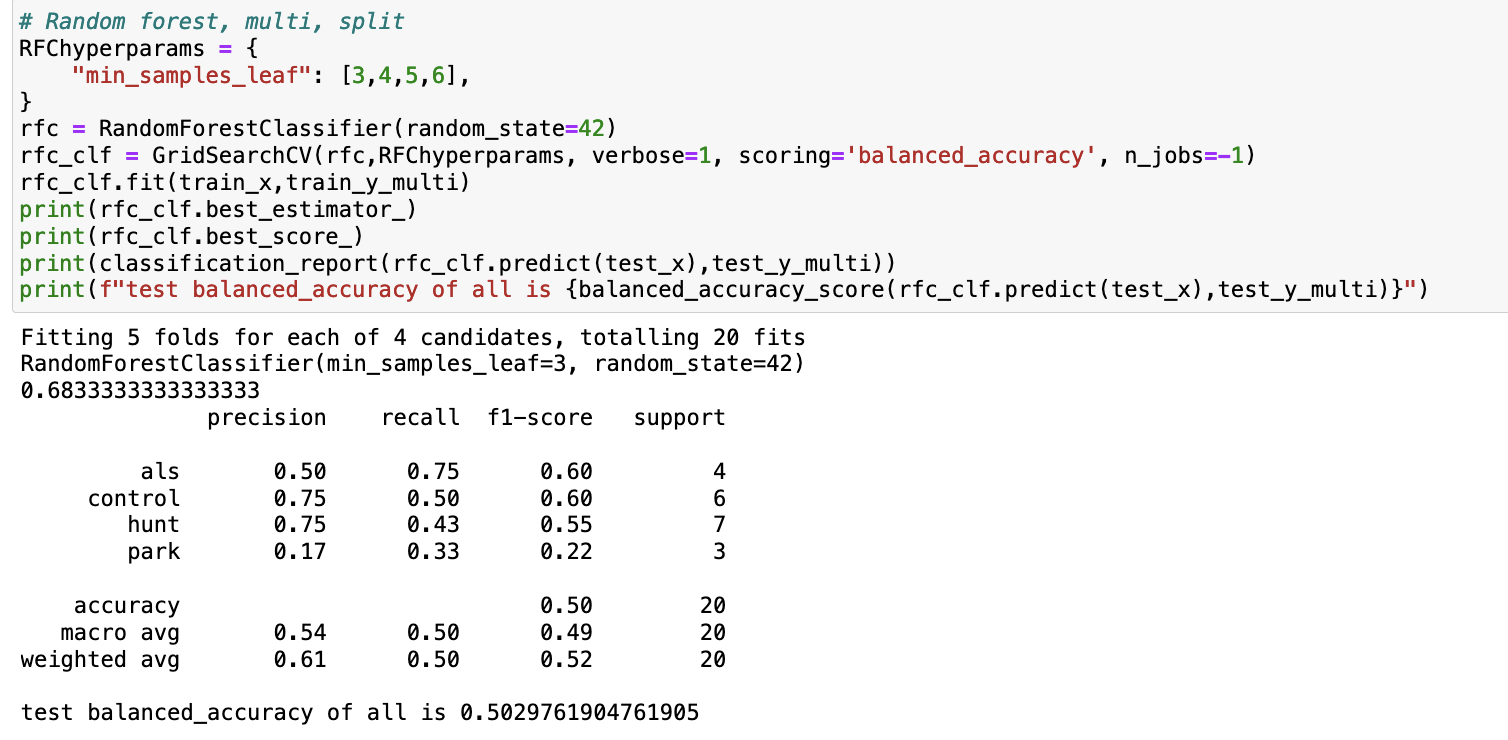 # Random forest, multi, split
RFChyperparams = {
    "min_samples_leaf": [3,4,5,6],
}
rfc = RandomForestClassifier(random_state=42)
rfc_clf = GridSearchCV(rfc,RFChyperparams, verbose=1, scoring='balanced_accuracy', n_jobs=-1)
rfc_clf.fit(train_x,train_y_multi)
print(rfc_clf.best_estimator_)
print(rfc_clf.best_score_)
print(classification_report(rfc_clf.predict(test_x),test_y_multi))
print(f"test balanced_accuracy of all is {balanced_accuracy_score(rfc_clf.predict(test_x),test_y_multi)}")
Fitting 5 folds for each of 4 candidates, totalling 20 fits
RandomForestClassifier(min_samples_leaf=3, random_state=42)
0.6833333333333333
              precision    recall  f1-score   support
         als       0.50      0.75      0.60         4
     control       0.75      0.50      0.60         6
        hunt       0.75      0.43      0.55         7
        park       0.17      0.33      0.22         3
    accuracy                           0.50        20
   macro avg       0.54      0.50      0.49        20
weighted avg       0.61      0.50      0.52        20
test balanced_accuracy of all is 0.5029761904761905